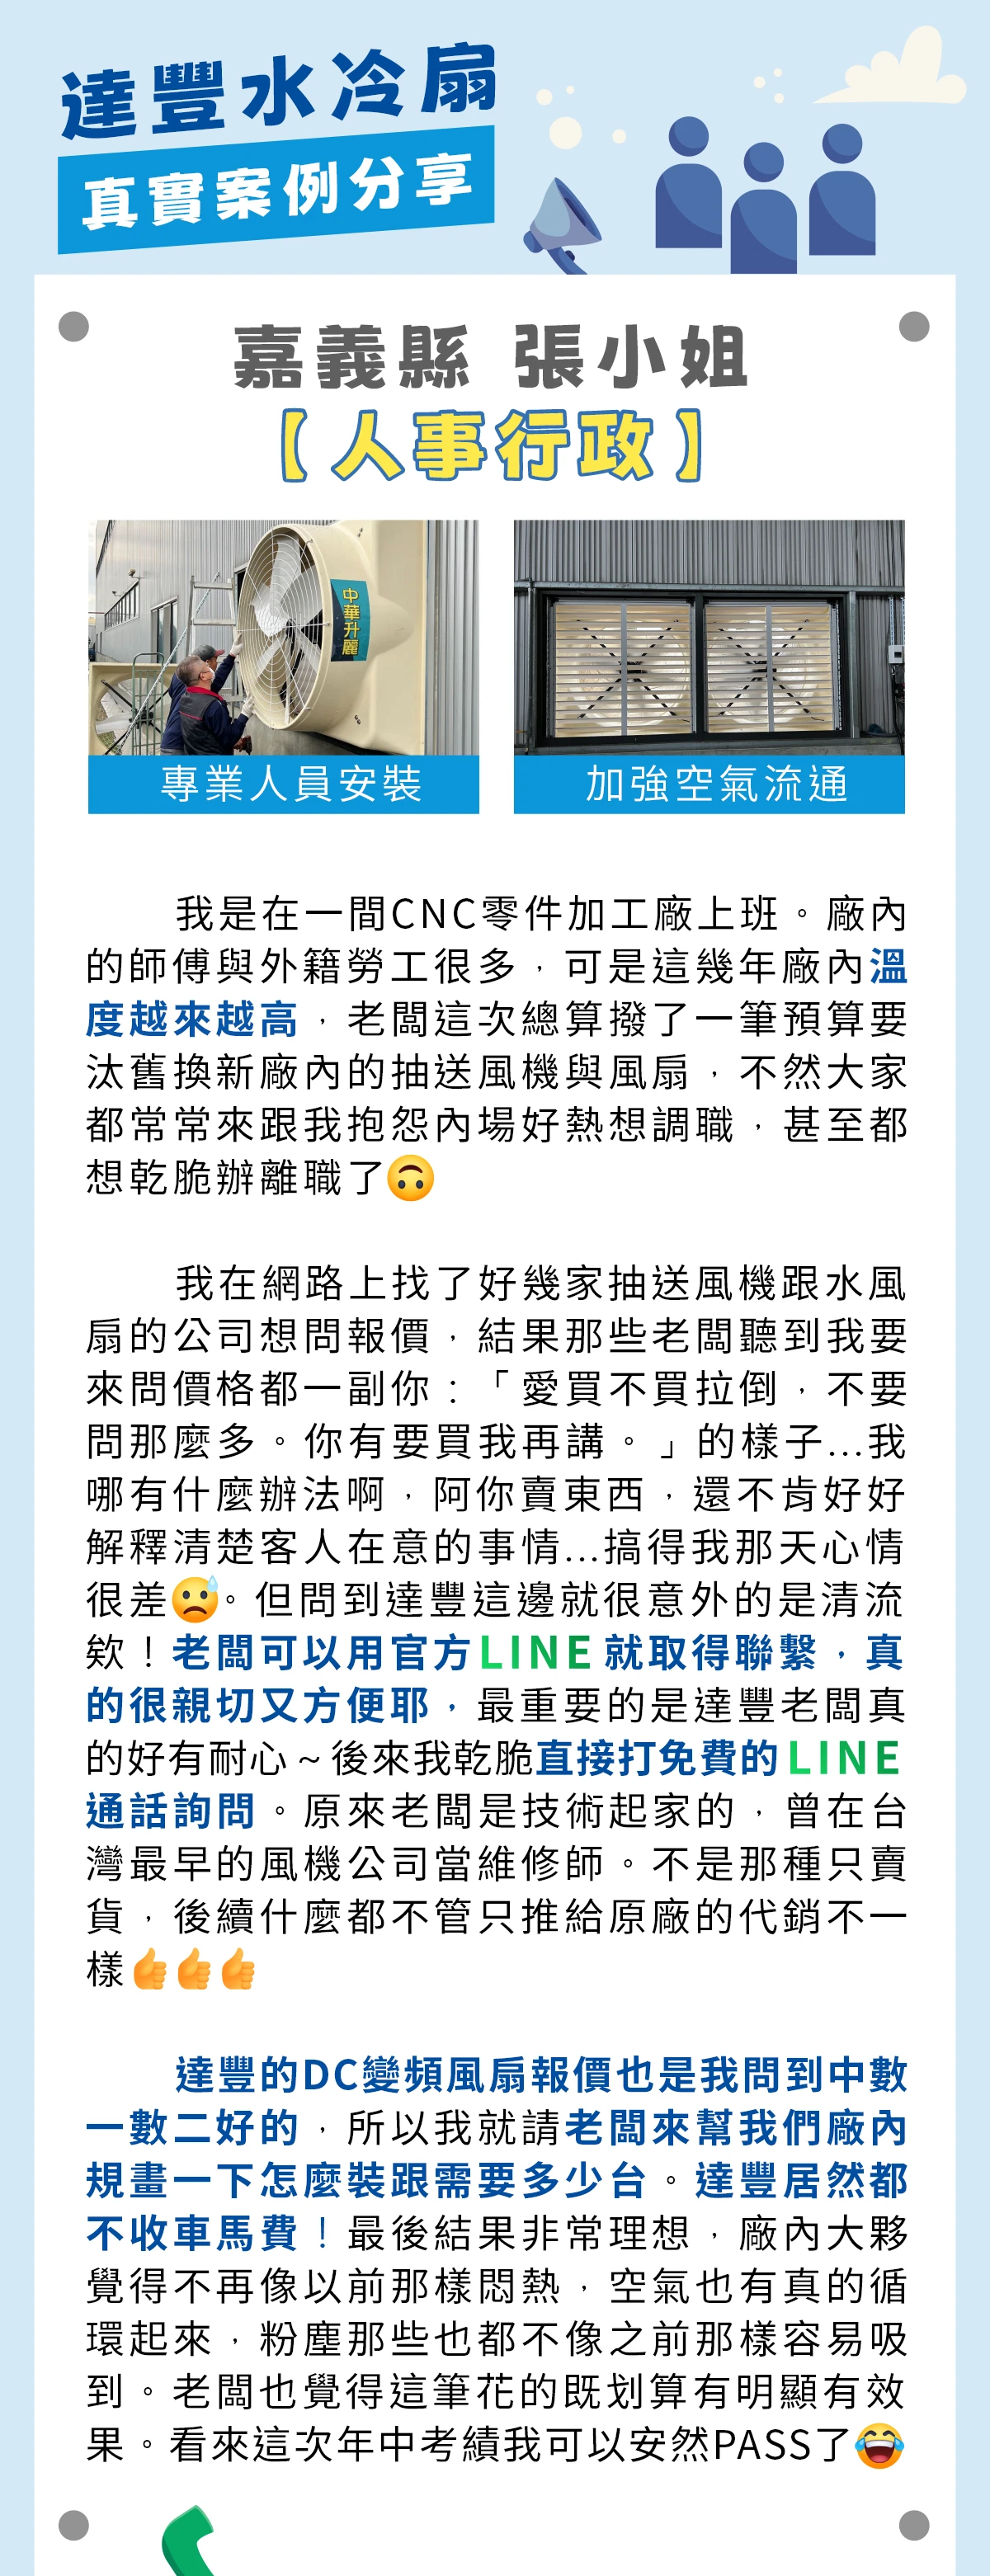 達豐水冷扇
真實案例分享
嘉義縣 張小姐
【人事行政】
中華升麗
專業人員安裝
加強空氣流通
我是在一間CNC零件加工廠上班。廠內
的師傅與外籍勞工很多，可是這幾年廠內溫
度越來越高，老闆這次總算撥了一筆預算要
汰舊換新廠內的抽送風機與風扇，不然大家
都常常來跟我抱怨內場好熱想調職，甚至都
想乾脆辦離職了🙃
我在網路上找了好幾家抽送風機跟水風
扇的公司想問報價，結果那些老闆聽到我要
來問價格都一副你：「愛買不買拉倒，不要
問那麼多。你有要買我再講。」的樣子...我
哪有什麼辦法啊，阿你賣東西，還不肯好好
解釋清楚客人在意的事情...搞得我那天心情
很差😥。但問到達豐這邊就很意外的是清流
欸！老闆可以用官方LINE就取得聯繫，真
的很親切又方便耶，最重要的是達豐老闆真
的好有耐心~後來我乾脆直接打免費的LINE
通話詢問。原來老闆是技術起家的，曾在台
灣最早的風機公司當維修師。不是那種只賣
貨，後續什麼都不管只推給原廠的代銷不一
樣👍👍👍
達豐的DC變頻風扇報價也是我問到中數
一數二好的，所以我就請老闆來幫我們廠內
規畫一下怎麼裝跟需要多少台。達豐居然都
不收車馬費！最後結果非常理想，廠內大夥
覺得不再像以前那樣悶熱，空氣也有真的循
環起來，粉塵那些也都不像之前那樣容易吸
到。老闆也覺得這筆花的既划算有明顯有效
果。看來這次年中考績我可以安然PASS了😂